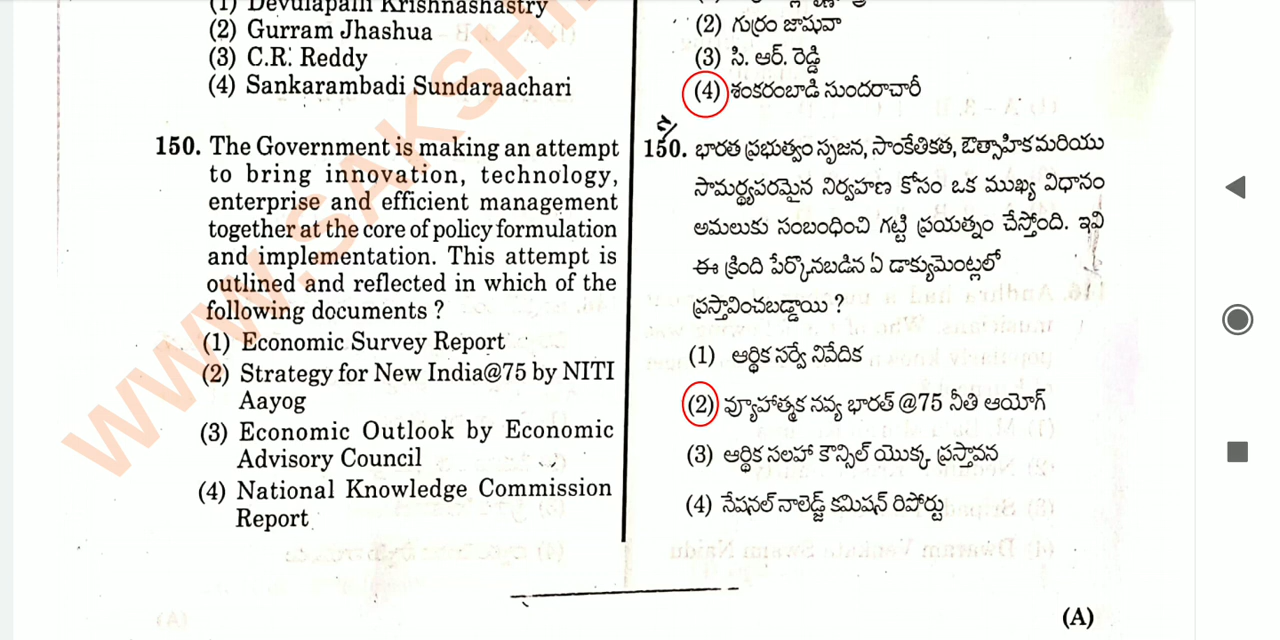 (1) Devulapalli Krishnashastry
(2) Gurram Jhashua
(3) C.R. Reddy
(4) Sankarambadi Sundaraachari
150. The Government is making an attempt
to bring innovation, technology,
enterprise and efficient management
together at the core of policy formulation
and implementation. This attempt is
outlined and reflected in which of the
following documents ?
(1) Economic Survey Report
(2) Strategy for New India@75 by NITI
Aayog
(3) Economic Outlook by Economic
Advisory Council
(4) National Knowledge Commission
Report
(2) గుర్రం జాషువా
(3) సి. ఆర్. రెడ్డి
(4) శంకరంబాడి సుందరాచారీ
150. భారత ప్రభుత్వం సృజన, సాంకేతికత, ఔత్సాహిక మరియు
సామర్థ్యపరమైన నిర్వహణ కోసం ఒక ముఖ్య విధానం
అమలుకు సంబంధించి గట్టి ప్రయత్నం చేస్తోంది. ఇవి
ఈ క్రింది పేర్కొనబడిన ఏ డాక్యుమెంట్లలో
ప్రస్తావించబడ్డాయి ?
(1) ఆర్థిక సర్వే నివేదిక
(2) వ్యూహాత్మక నవ్య భారత్ @75 నీతి ఆయోగ్
(3) ఆర్థిక సలహా కౌన్సిల్ యొక్క ప్రస్తావన
(4) నేషనల్ నాలెడ్జ్ కమిషన్ రిపోర్టు
(A)
WWW.SAKSHI